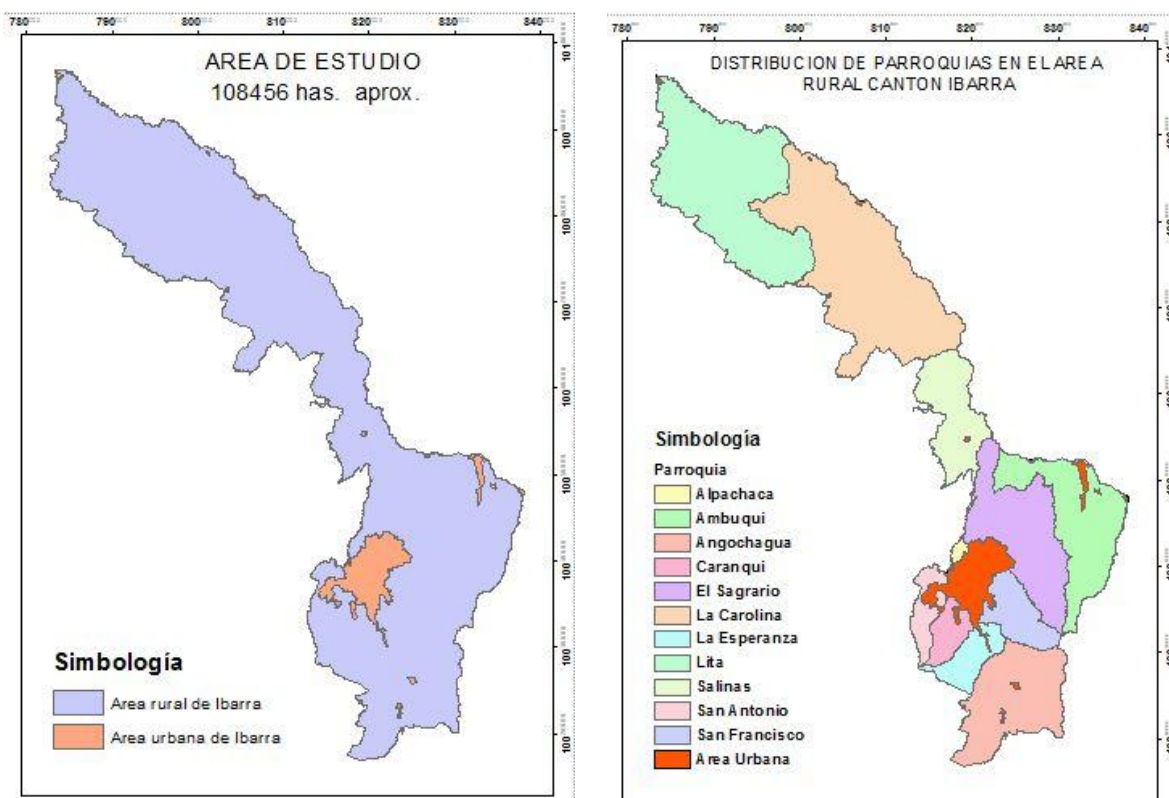 780 790 800 810 820 830 840
AREA DE ESTUDIO
108456 has. aprox.
Simbología
Area rural de Ibarra
Area urbana de Ibarra
780 790 800 810 820 830 840
DISTRIBUCION DE PARROQUIAS EN EL AREA
RURAL CANTON IBARRA
Simbología
Parroquia
Alpachaca
Ambuqui
Angochagua
Caranqui
El Sagrario
La Carolina
La Esperanza
Lita
Salinas
San Antonio
San Francisco
Area Urbana